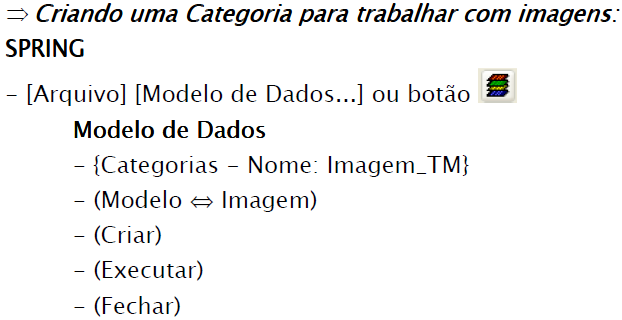 ⇒ Criando uma Categoria para trabalhar com imagens:
SPRING
- [Arquivo] [Modelo de Dados...] ou botão
Modelo de Dados
- {Categorias - Nome: Imagem_TM}
- (Modelo ⇔ Imagem)
- (Criar)
- (Executar)
- (Fechar)